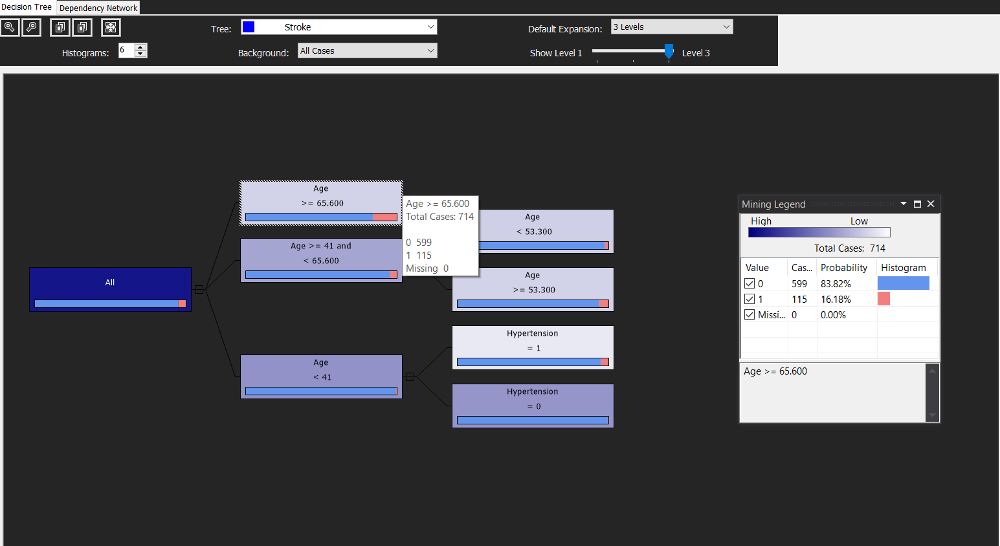 Decision Tree
Dependency Network
Tree:
Stroke
Default Expansion:
3 Levels
Histograms:
6
Background:
All Cases
Show Level 1
Level 3
All
Age
>= 65.600
Age >= 41 and
< 65.600
Age
< 41
Age >= 65.600
Total Cases: 714
0 599
1 115
Missing 0
Age
< 53.300
Age
>= 53.300
Hypertension
= 1
Hypertension
= 0
Mining Legend
High Low
Total Cases: 714
Value Cas... Probability Histogram
0 599 83.82%
1 115 16.18%
Missi... 0 0.00%
Age >= 65.600